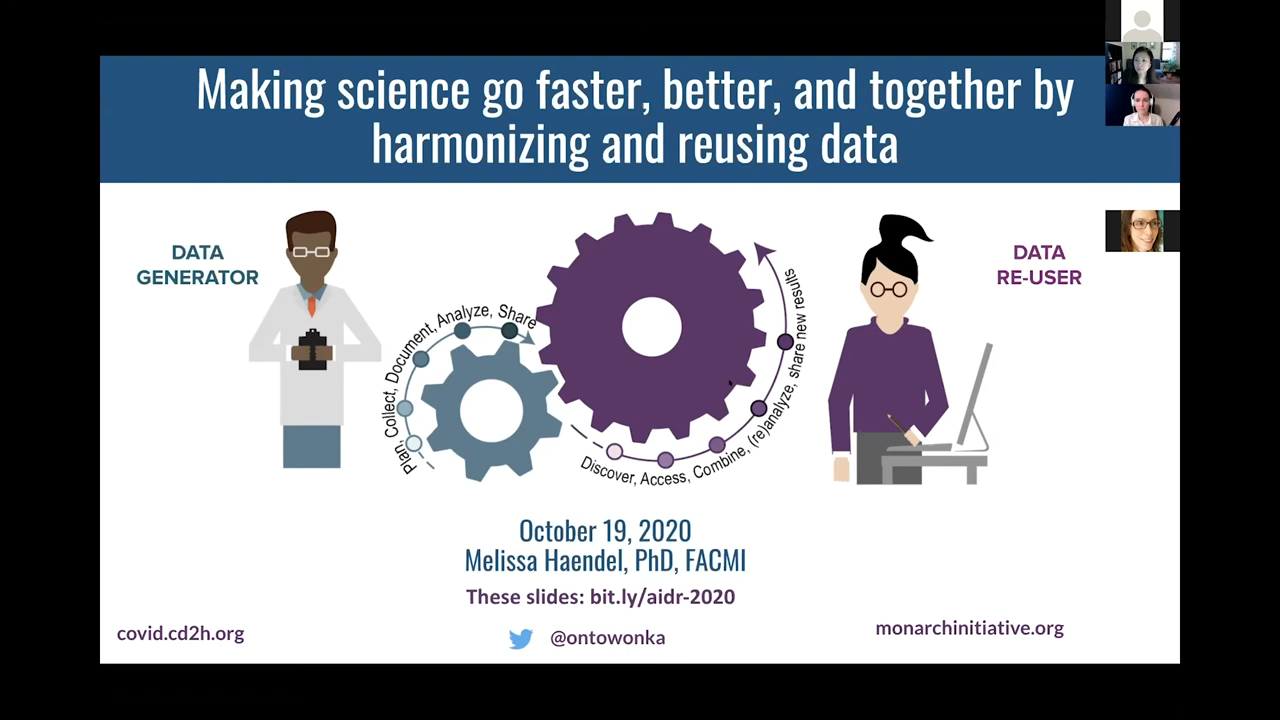 Making science go faster, better, and together by
harmonizing and reusing data
DATA
GENERATOR
Plan, Collect, Document, Analyze, Share
Discover, Access, Combine, (re)analyze, share new results
DATA
RE-USER
October 19, 2020
Melissa Haendel, PhD, FACMI
These slides: bit.ly/aidr-2020
covid.cd2h.org
@ontowonka
monarchinitiative.org